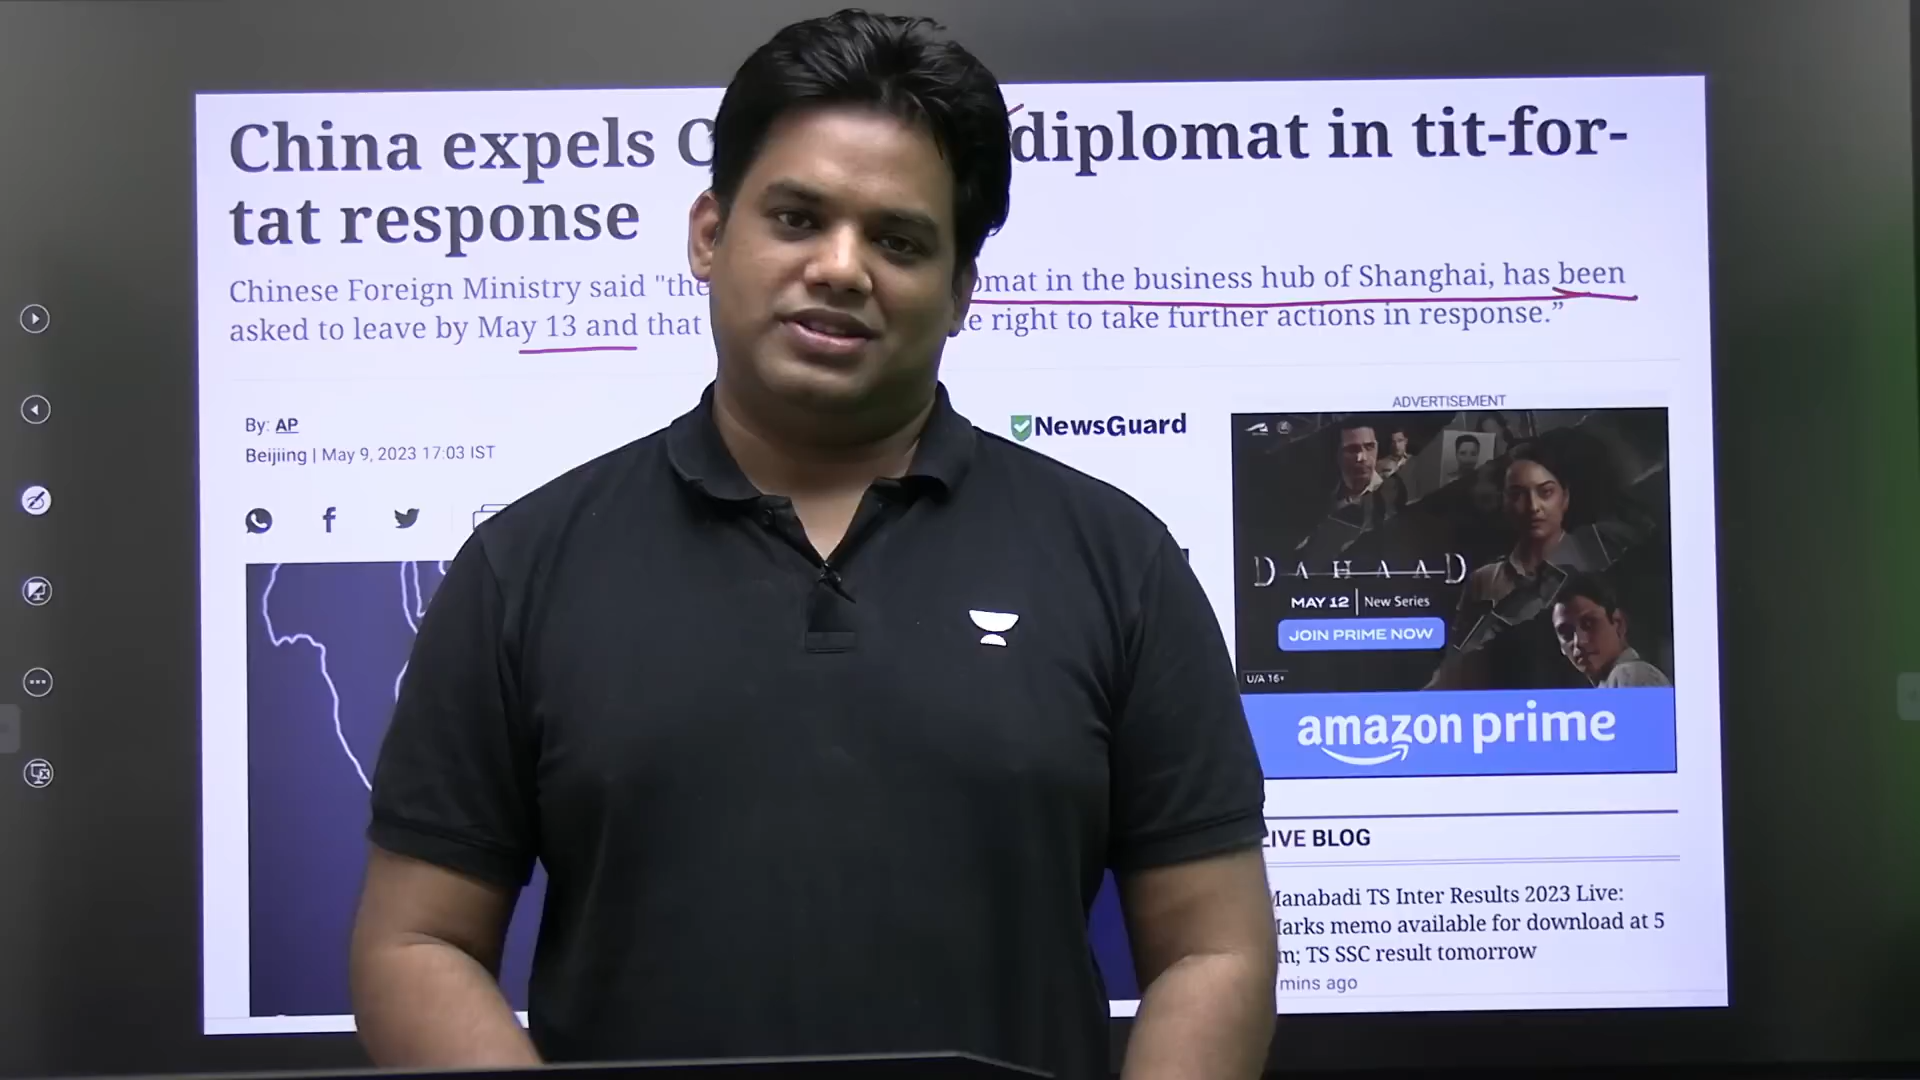 China expels diplomat in tit-for-
tat response
Chinese Foreign Ministry said "the in the business hub of Shanghai, has been
asked to leave by May 13 and that right to take further actions in response.”
By: AP
Beijiing | May 9, 2023 17:03 IST
NewsGuard
ADVERTISEMENT
DAHAAD
MAY 12 | New Series
JOIN PRIME NOW
U/A 16+
amazon prime
LIVE BLOG
Manabadi TS Inter Results 2023 Live:
Marks memo available for download at 5
TS SSC result tomorrow
mins ago